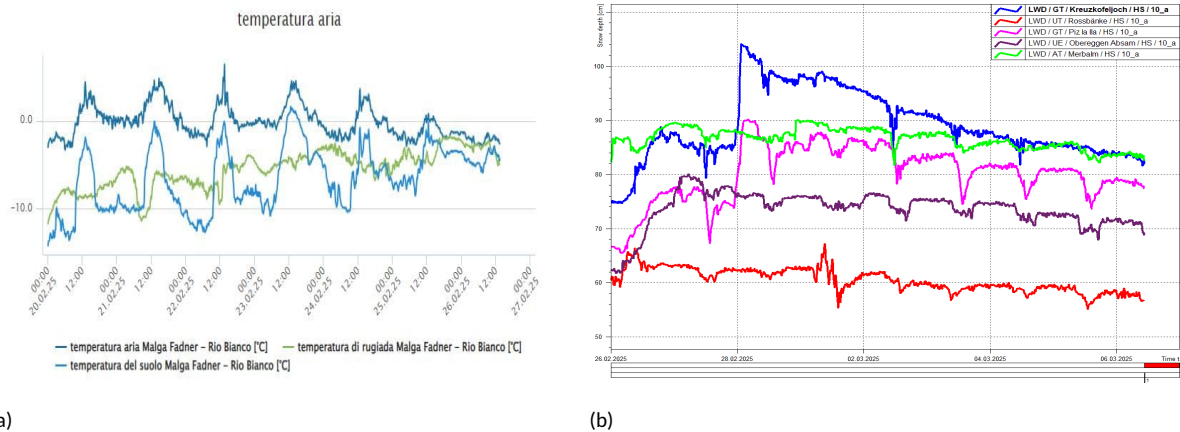 temperatura aria
0.0
-10.0
00:00
20.02.25
12:00
00:00
21.02.25
12:00
00:00
22.02.25
12:00
00:00
23.02.25
12:00
00:00
24.02.25
12:00
00:00
25.02.25
12:00
00:00
26.02.25
12:00
00:00
27.02.25
temperatura aria Malga Fadner – Rio Bianco [°C]
temperatura di rugiada Malga Fadner – Rio Bianco [°C]
temperatura del suolo Malga Fadner – Rio Bianco [°C]
a)
Snow depth [cm]
100
90
80
70
60
50
LWD / GT / Kreuzkofeljoch / HS / 10_a
LWD / UT / Rossbänke / HS / 10_a
LWD / GT / Piz la Ila / HS / 10_a
LWD / UE / Obereggen Absam / HS / 10_a
LWD / AT / Merbalm / HS / 10_a
26.02.2025
28.02.2025
02.03.2025
04.03.2025
06.03.2025
Time t
(b)